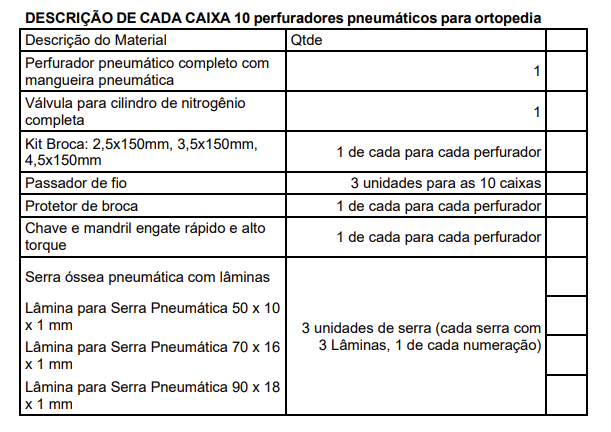 DESCRIÇÃO DE CADA CAIXA 10 perfuradores pneumáticos para ortopedia
Descrição do Material Qtde
Perfurador pneumático completo com
mangueira pneumática
1
Válvula para cilindro de nitrogênio
completa
1
Kit Broca: 2,5x150mm, 3,5x150mm,
4,5x150mm
1 de cada para cada perfurador
Passador de fio 3 unidades para as 10 caixas
Protetor de broca 1 de cada para cada perfurador
Chave e mandril engate rápido e alto
torque
1 de cada para cada perfurador
Serra óssea pneumática com lâminas
Lâmina para Serra Pneumática 50 x 10
x 1 mm
Lâmina para Serra Pneumática 70 x 16
x 1 mm
Lâmina para Serra Pneumática 90 x 18
x 1 mm
3 unidades de serra (cada serra com
3 Lâminas, 1 de cada numeração)